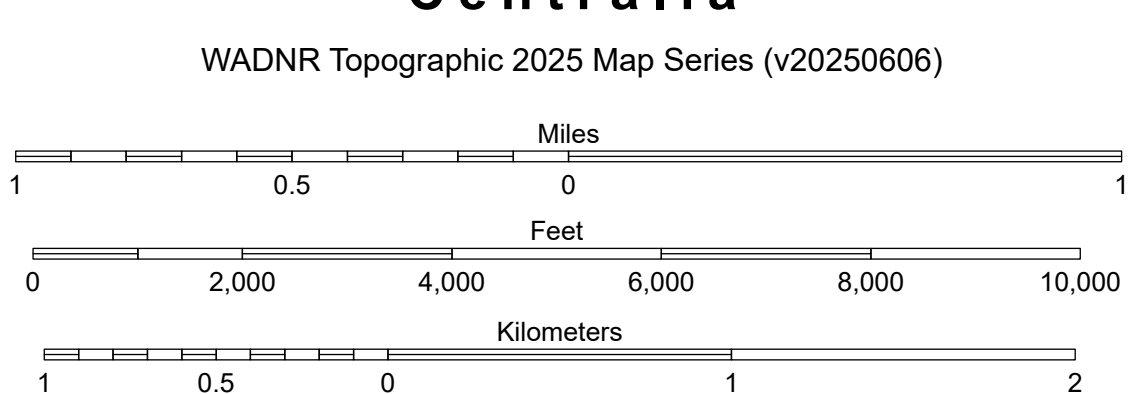 Centralia
WADNR Topographic 2025 Map Series (v20250606)
Miles
1 0.5 0 1
Feet
0 2,000 4,000 6,000 8,000 10,000
Kilometers
1 0.5 0 1 2